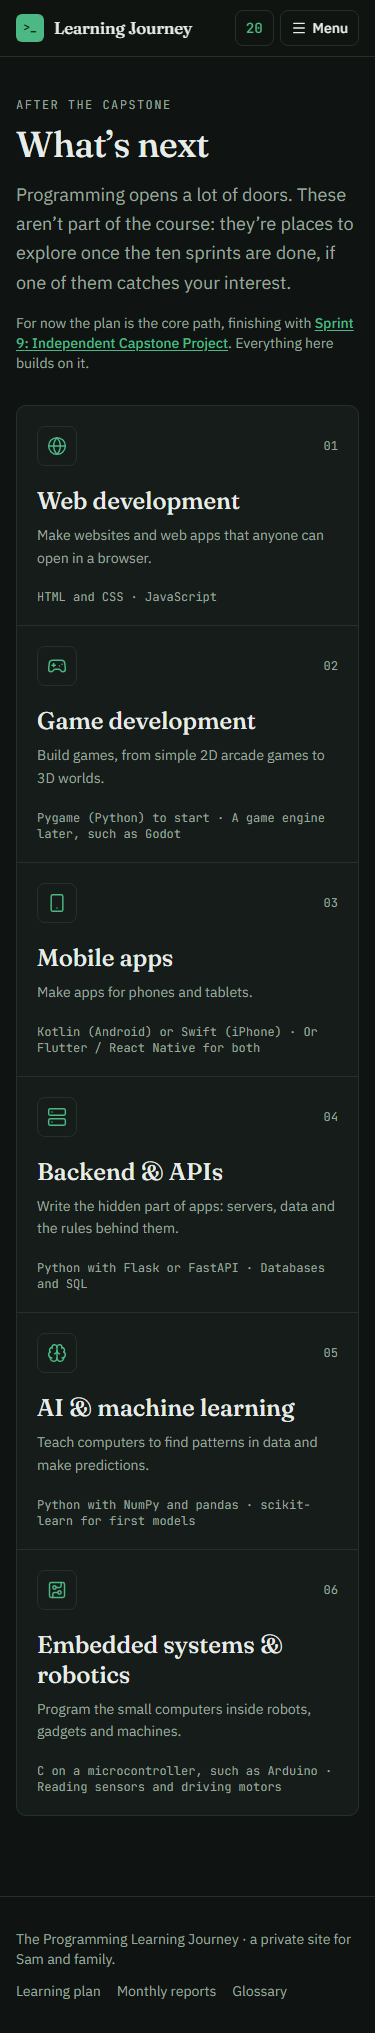 >_ Learning Journey 20 ☰ Menu
AFTER THE CAPSTONE
What’s next
Programming opens a lot of doors. These
aren’t part of the course: they’re places to
explore once the ten sprints are done, if
one of them catches your interest.
For now the plan is the core path, finishing with Sprint
9: Independent Capstone Project. Everything here
builds on it.
01
Web development
Make websites and web apps that anyone can
open in a browser.
HTML and CSS · JavaScript
02
Game development
Build games, from simple 2D arcade games to
3D worlds.
Pygame (Python) to start · A game engine
later, such as Godot
03
Mobile apps
Make apps for phones and tablets.
Kotlin (Android) or Swift (iPhone) · Or
Flutter / React Native for both
04
Backend & APIs
Write the hidden part of apps: servers, data and
the rules behind them.
Python with Flask or FastAPI · Databases
and SQL
05
AI & machine learning
Teach computers to find patterns in data and
make predictions.
Python with NumPy and pandas · scikit-
learn for first models
06
Embedded systems &
robotics
Program the small computers inside robots,
gadgets and machines.
C on a microcontroller, such as Arduino ·
Reading sensors and driving motors
The Programming Learning Journey · a private site for
Sam and family.
Learning plan Monthly reports Glossary